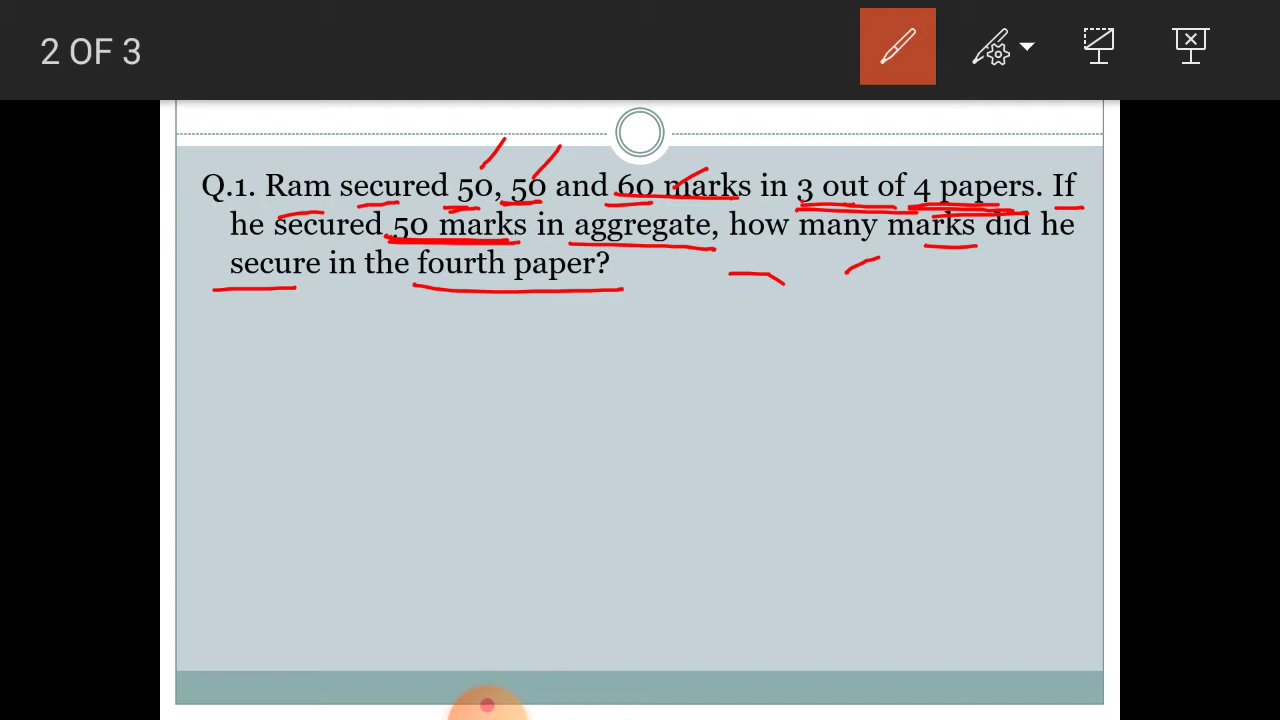 2 OF 3
Q.1. Ram secured 50, 50 and 60 marks in 3 out of 4 papers. If
he secured 50 marks in aggregate, how many marks did he
secure in the fourth paper?